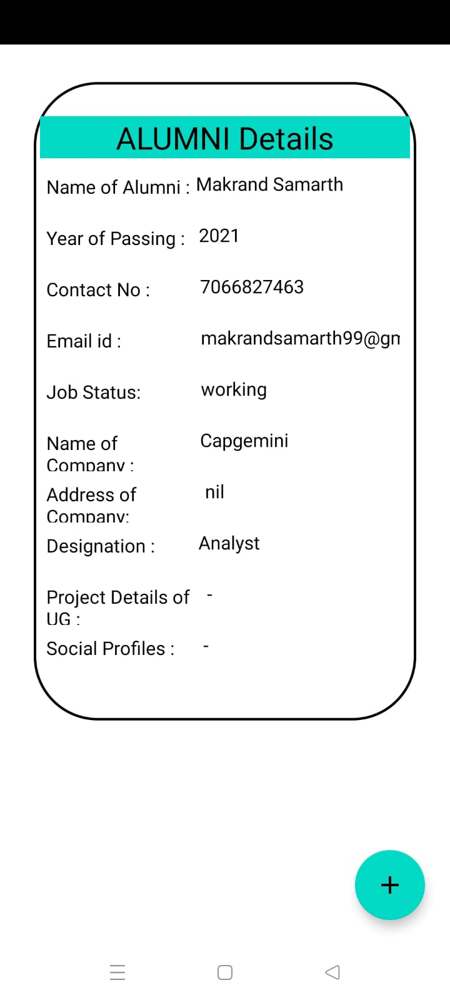 ALUMNI Details
Name of Alumni : Makrand Samarth
Year of Passing : 2021
Contact No : 7066827463
Email id : makrandsamarth99@gm
Job Status: working
Name of Capgemini
Company :
Address of nil
Company:
Designation : Analyst
Project Details of -
UG :
Social Profiles : -
+